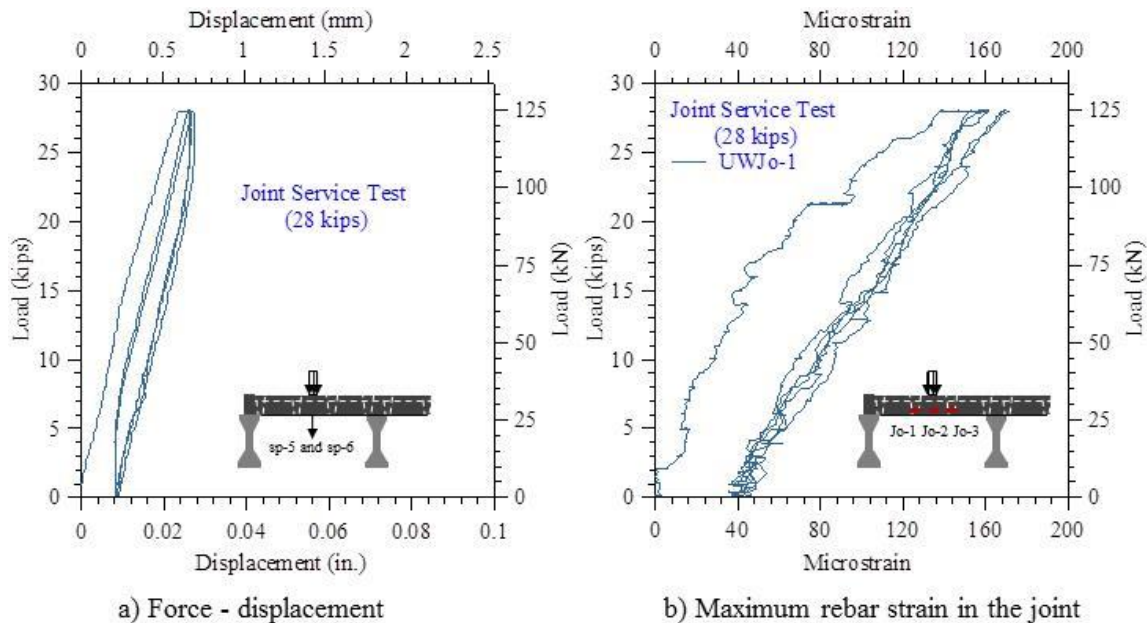 Displacement (mm)
0 0.5 1 1.5 2 2.5
30
25
20
15
10
5
0
Load (kips)
125
100
75
50
25
0
Load (kN)
Joint Service Test
(28 kips)
sp-5 and sp-6
0 0.02 0.04 0.06 0.08 0.1
Displacement (in.)
a) Force - displacement
Microstrain
0 40 80 120 160 200
30
25
20
15
10
5
0
Load (kips)
125
100
75
50
25
0
Load (kN)
Joint Service Test
(28 kips)
UWJo-1
Jo-1 Jo-2 Jo-3
0 40 80 120 160 200
Microstrain
b) Maximum rebar strain in the joint